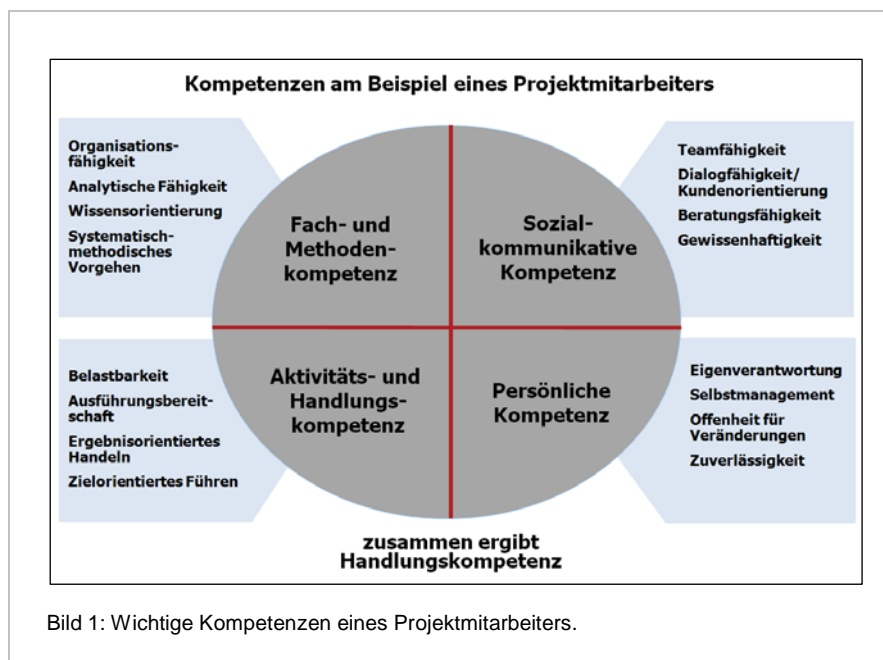 Kompetenzen am Beispiel eines Projektmitarbeiters
Organisations-
fähigkeit
Analytische Fähigkeit
Wissensorientierung
Systematisch-
methodisches
Vorgehen
Fach- und
Methoden-
kompetenz
Sozial-
kommunikative
Kompetenz
Teamfähigkeit
Dialogfähigkeit/
Kundenorientierung
Beratungsfähigkeit
Gewissenhaftigkeit
Belastbarkeit
Ausführungsbereit-
schaft
Ergebnisorientiertes
Handeln
Zielorientiertes Führen
Aktivitäts- und
Handlungs-
kompetenz
Persönliche
Kompetenz
Eigenverantwortung
Selbstmanagement
Offenheit für
Veränderungen
Zuverlässigkeit
zusammen ergibt
Handlungskompetenz
Bild 1: Wichtige Kompetenzen eines Projektmitarbeiters.